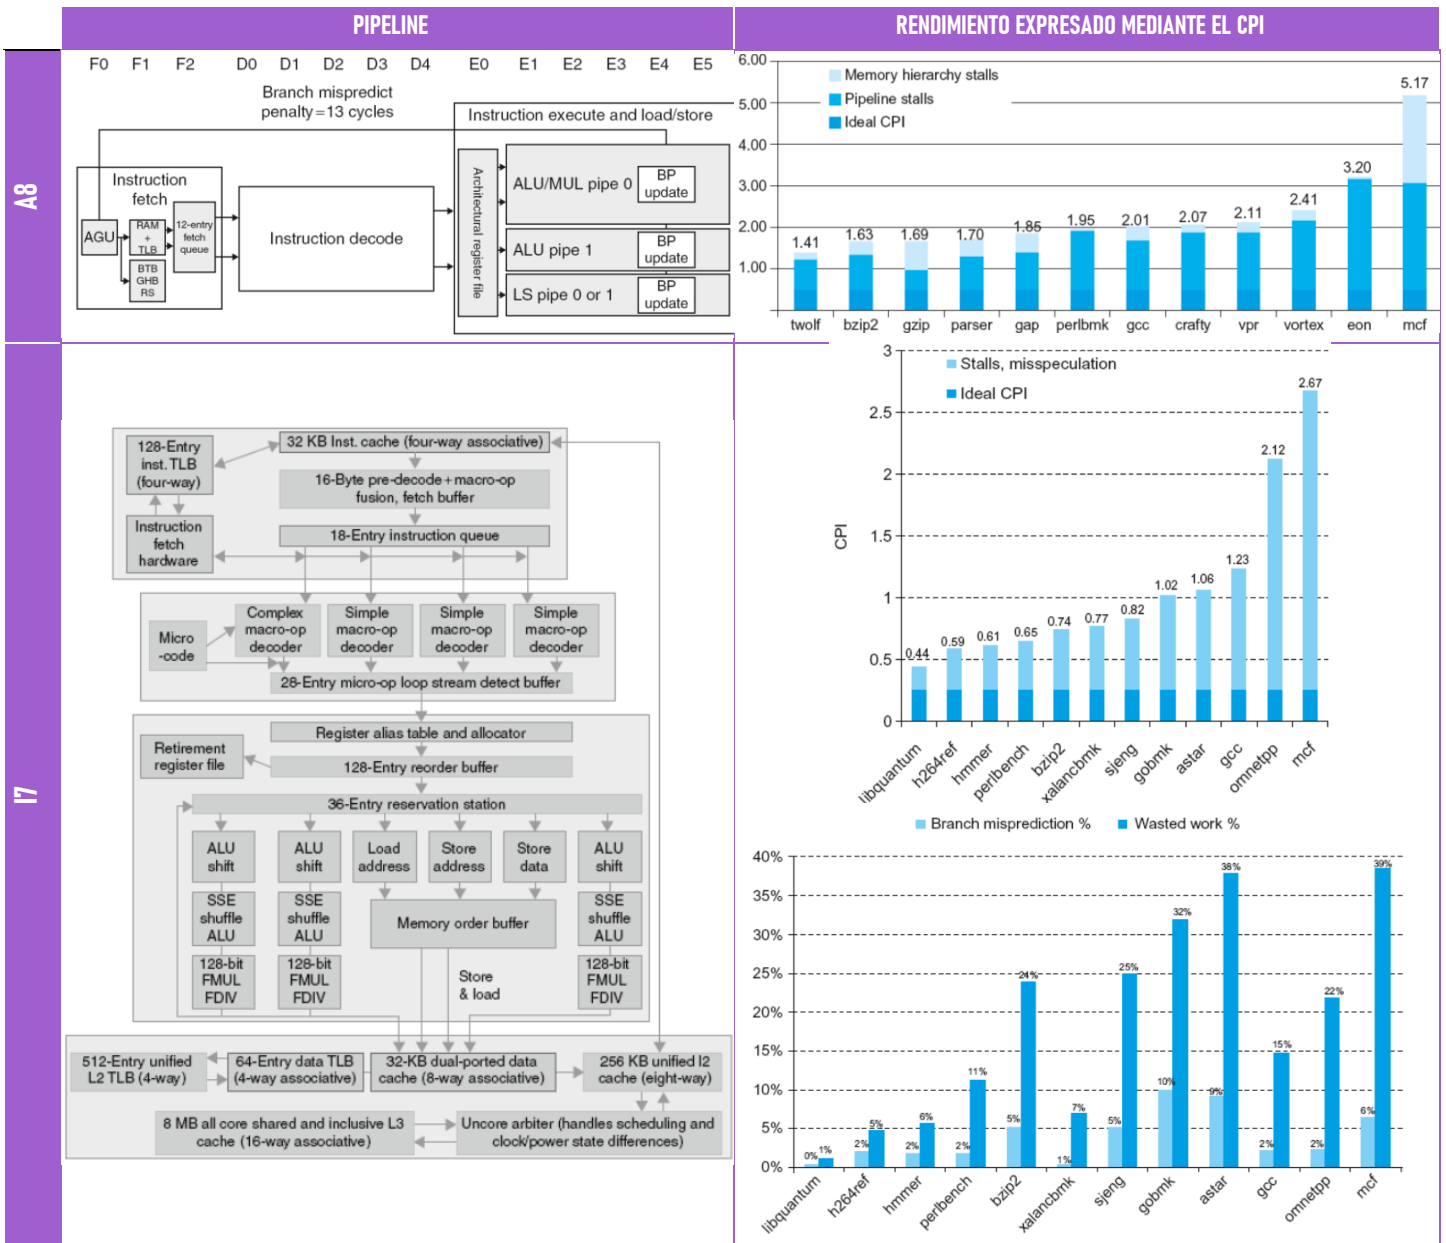 PIPELINE
RENDIMIENTO EXPRESADO MEDIANTE EL CPI
A8
F0 F1 F2 D0 D1 D2 D3 D4 E0 E1 E2 E3 E4 E5
Branch mispredict
penalty=13 cycles
Instruction execute and load/store
Instruction
fetch
AGU
RAM
+
TLB
12-entry
fetch
queue
BTB
GHB
RS
Instruction decode
Architectural register file
ALU/MUL pipe 0
BP
update
ALU pipe 1
BP
update
LS pipe 0 or 1
BP
update
6.00
5.00
4.00
3.00
2.00
1.00
Memory hierarchy stalls
Pipeline stalls
Ideal CPI
1.41 1.63 1.69 1.70 1.85 1.95 2.01 2.07 2.11 2.41 3.20 5.17
twolf bzip2 gzip parser gap perlbmk gcc crafty vpr vortex eon mcf
I7
128-Entry
inst. TLB
(four-way)
32 KB Inst. cache (four-way associative)
16-Byte pre-decode+macro-op
fusion, fetch buffer
Instruction
fetch
hardware
18-Entry instruction queue
Micro
-code
Complex
macro-op
decoder
Simple
macro-op
decoder
Simple
macro-op
decoder
Simple
macro-op
decoder
28-Entry micro-op loop stream detect buffer
Register alias table and allocator
Retirement
register file
128-Entry reorder buffer
36-Entry reservation station
ALU
shift
ALU
shift
Load
address
Store
address
Store
data
ALU
shift
SSE
shuffle
ALU
SSE
shuffle
ALU
Memory order buffer
SSE
shuffle
ALU
128-bit
FMUL
FDIV
128-bit
FMUL
FDIV
Store
& load
128-bit
FMUL
FDIV
512-Entry unified
L2 TLB (4-way)
64-Entry data TLB
(4-way associative)
32-KB dual-ported data
cache (8-way associative)
256 KB unified l2
cache (eight-way)
8 MB all core shared and inclusive L3
cache (16-way associative)
Uncore arbiter (handles scheduling and
clock/power state differences)
3
2.5
2
1.5
1
0.5
0
CPI
Stalls, misspeculation
Ideal CPI
0.44 0.59 0.61 0.65 0.74 0.77 0.82 1.02 1.06 1.23 2.12 2.67
libquantum h264ref hmmer perlbench bzip2 xalancbmk sjeng gobmk astar gcc omnetpp mcf
Branch misprediction % Wasted work %
40%
35%
30%
25%
20%
15%
10%
5%
0%
0% 1% 2% 5% 2% 6% 2% 11% 5% 24% 1% 7% 5% 25% 10% 32% 9% 38% 2% 15% 2% 22% 6% 39%
libquantum h264ref hmmer perlbench bzip2 xalancbmk sjeng gobmk astar gcc omnetpp mcf